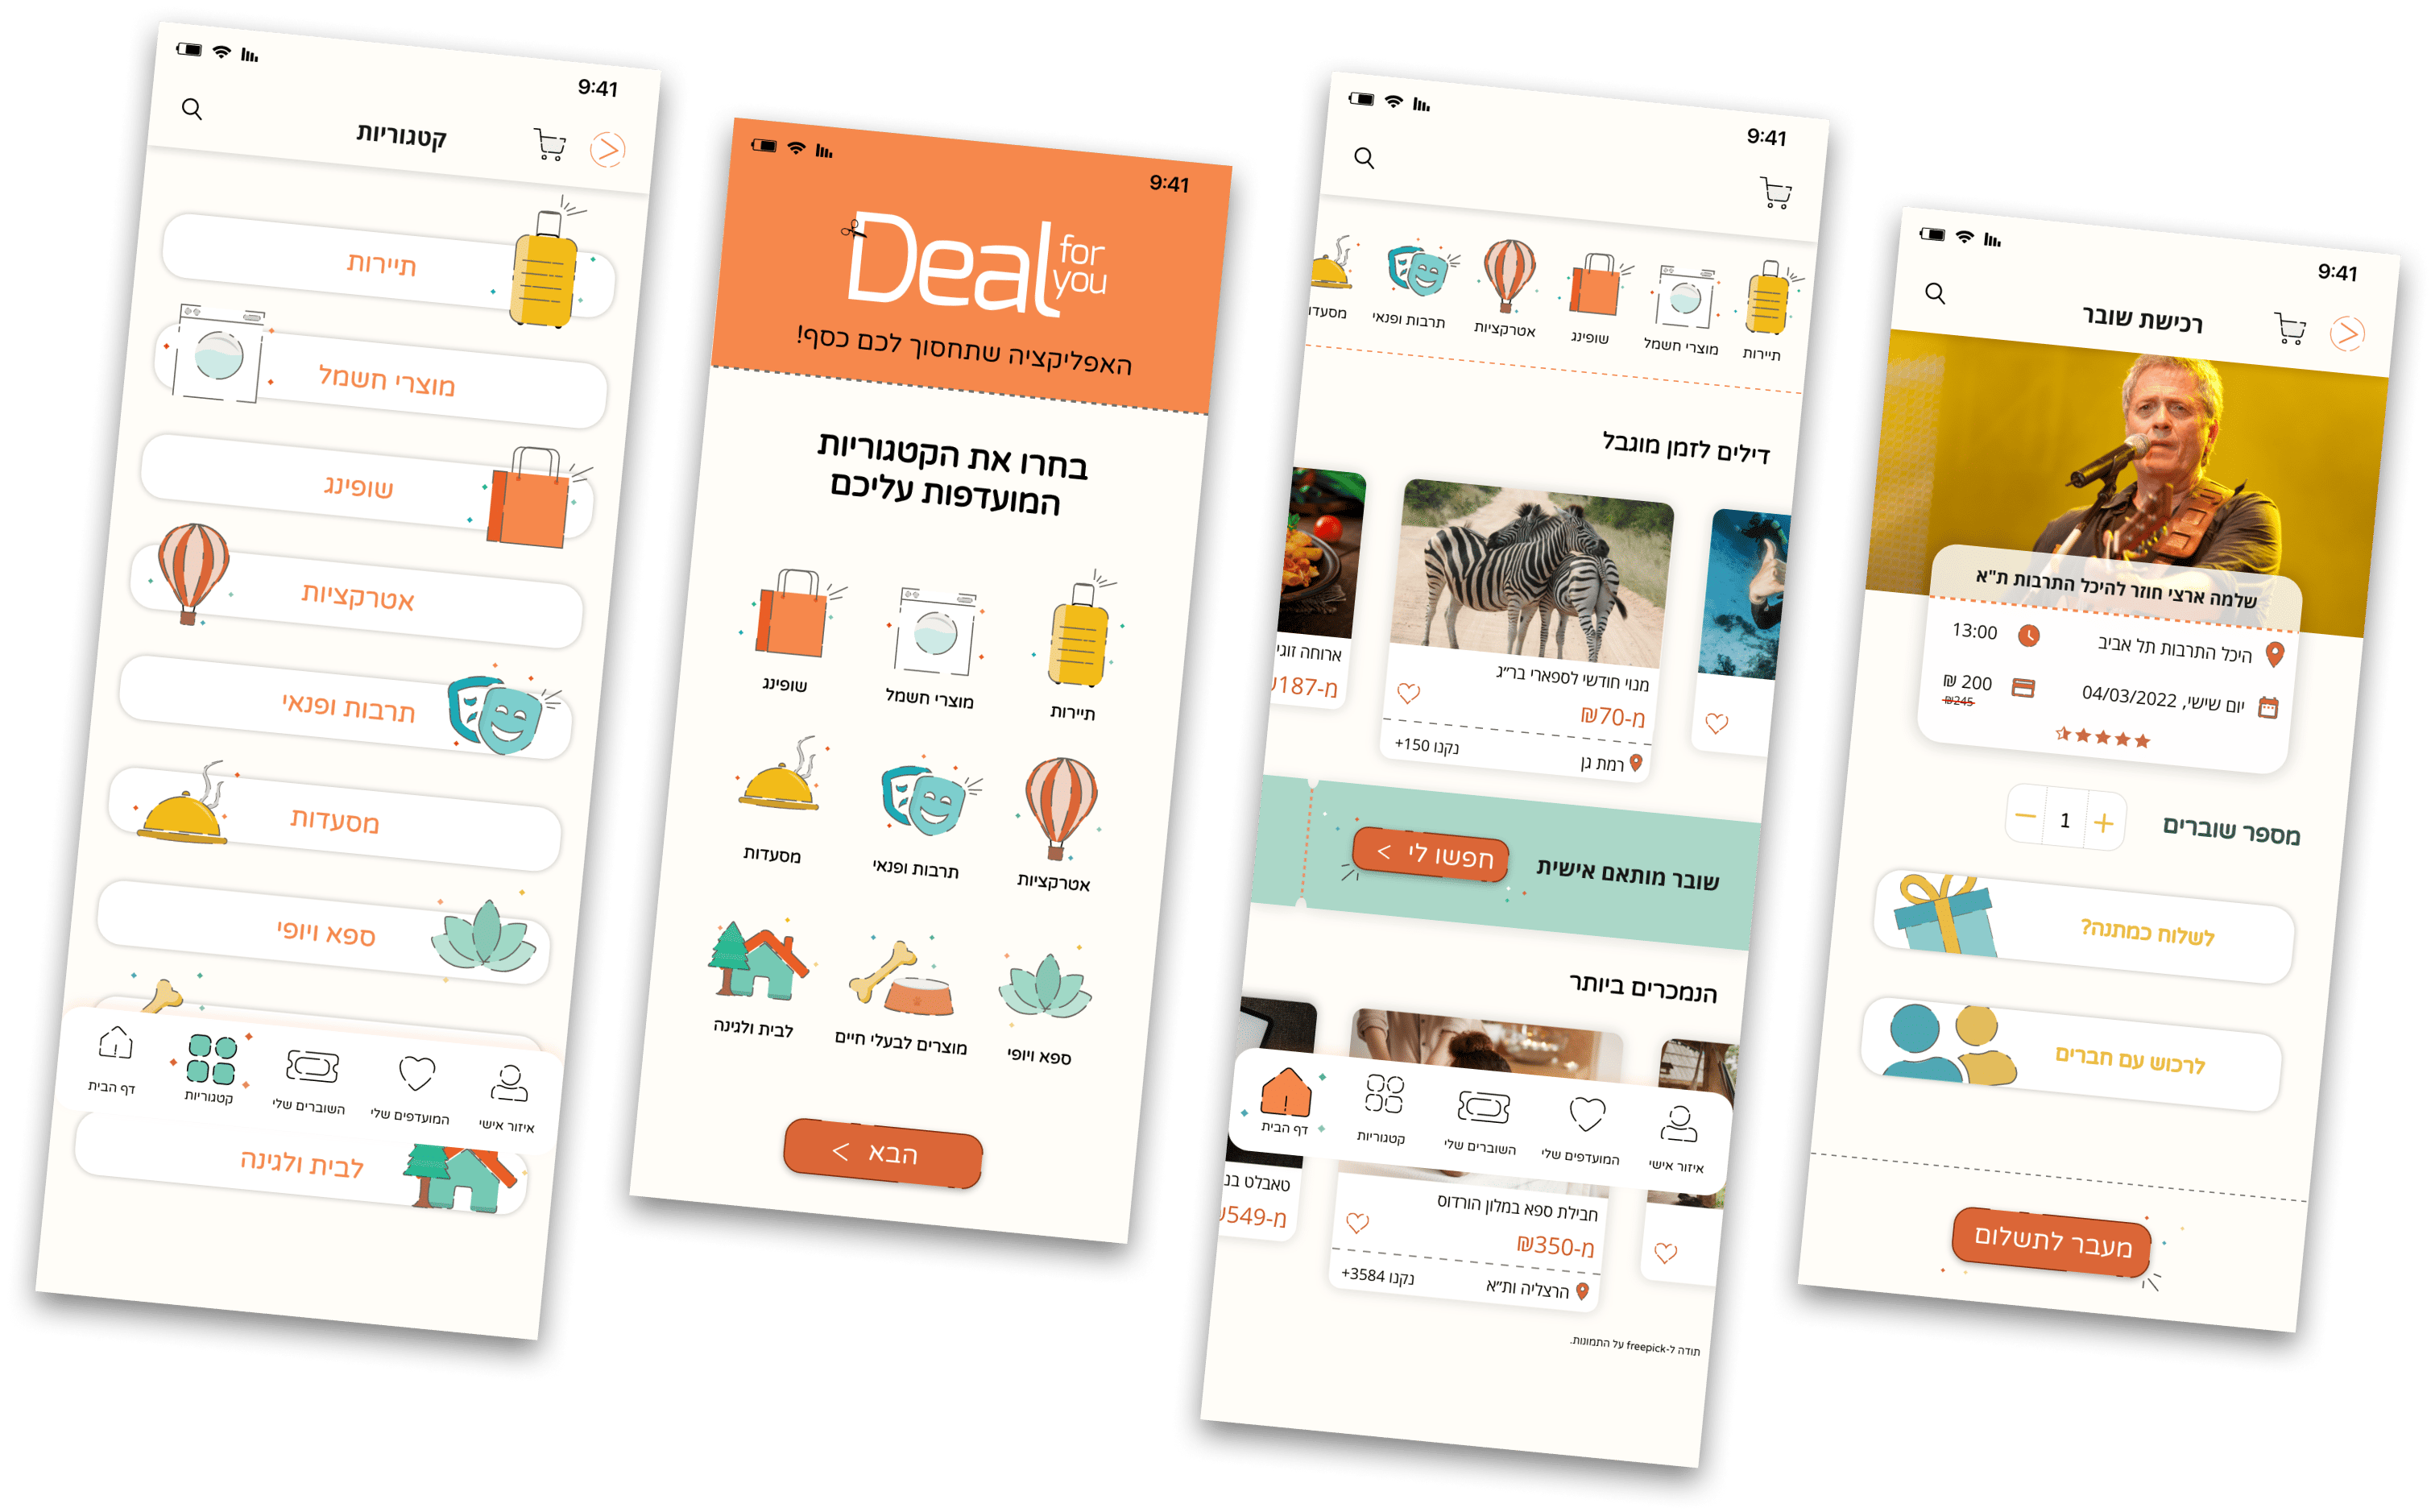 9:41
קטגוריות
תיירות
מוצרי חשמל
שופינג
אטרקציות
תרבות ופנאי
מסעדות
ספא ויופי
איזור אישי
המועדפים שלי
השוברים שלי
קטגוריות
דף הבית
לבית ולגינה
9:41
Deal for you
האפליקציה שתחסוך לכם כסף!
בחרו את הקטגוריות
המועדפות עליכם
תיירות
מוצרי חשמל
שופינג
אטרקציות
תרבות ופנאי
מסעדות
ספא ויופי
מוצרים לבעלי חיים
לבית ולגינה
הבא >
9:41
תיירות
מוצרי חשמל
שופינג
אטרקציות
תרבות ופנאי
מסעדו
דילים לזמן מוגבל
מנוי חודשי לספארי בר״ג
מ-70₪
רמת גן
נקנו 150+
ארוחה זוגי
מ-187
שובר מותאם אישית
חפשו לי >
הנמכרים ביותר
איזור אישי
המועדפים שלי
השוברים שלי
קטגוריות
דף הבית
חבילת ספא במלון הורדוס
מ-350₪
הרצליה ות״א
נקנו 3584+
טאבלט בנ
מ-549
תודה ל-freepick על התמונות.
9:41
רכישת שובר
שלמה ארצי חוזר להיכל התרבות ת"א
היכל התרבות תל אביב
13:00
יום שישי, 04/03/2022
200 ₪
₪245
מספר שוברים
+ 1 −
לשלוח כמתנה?
לרכוש עם חברים
מעבר לתשלום